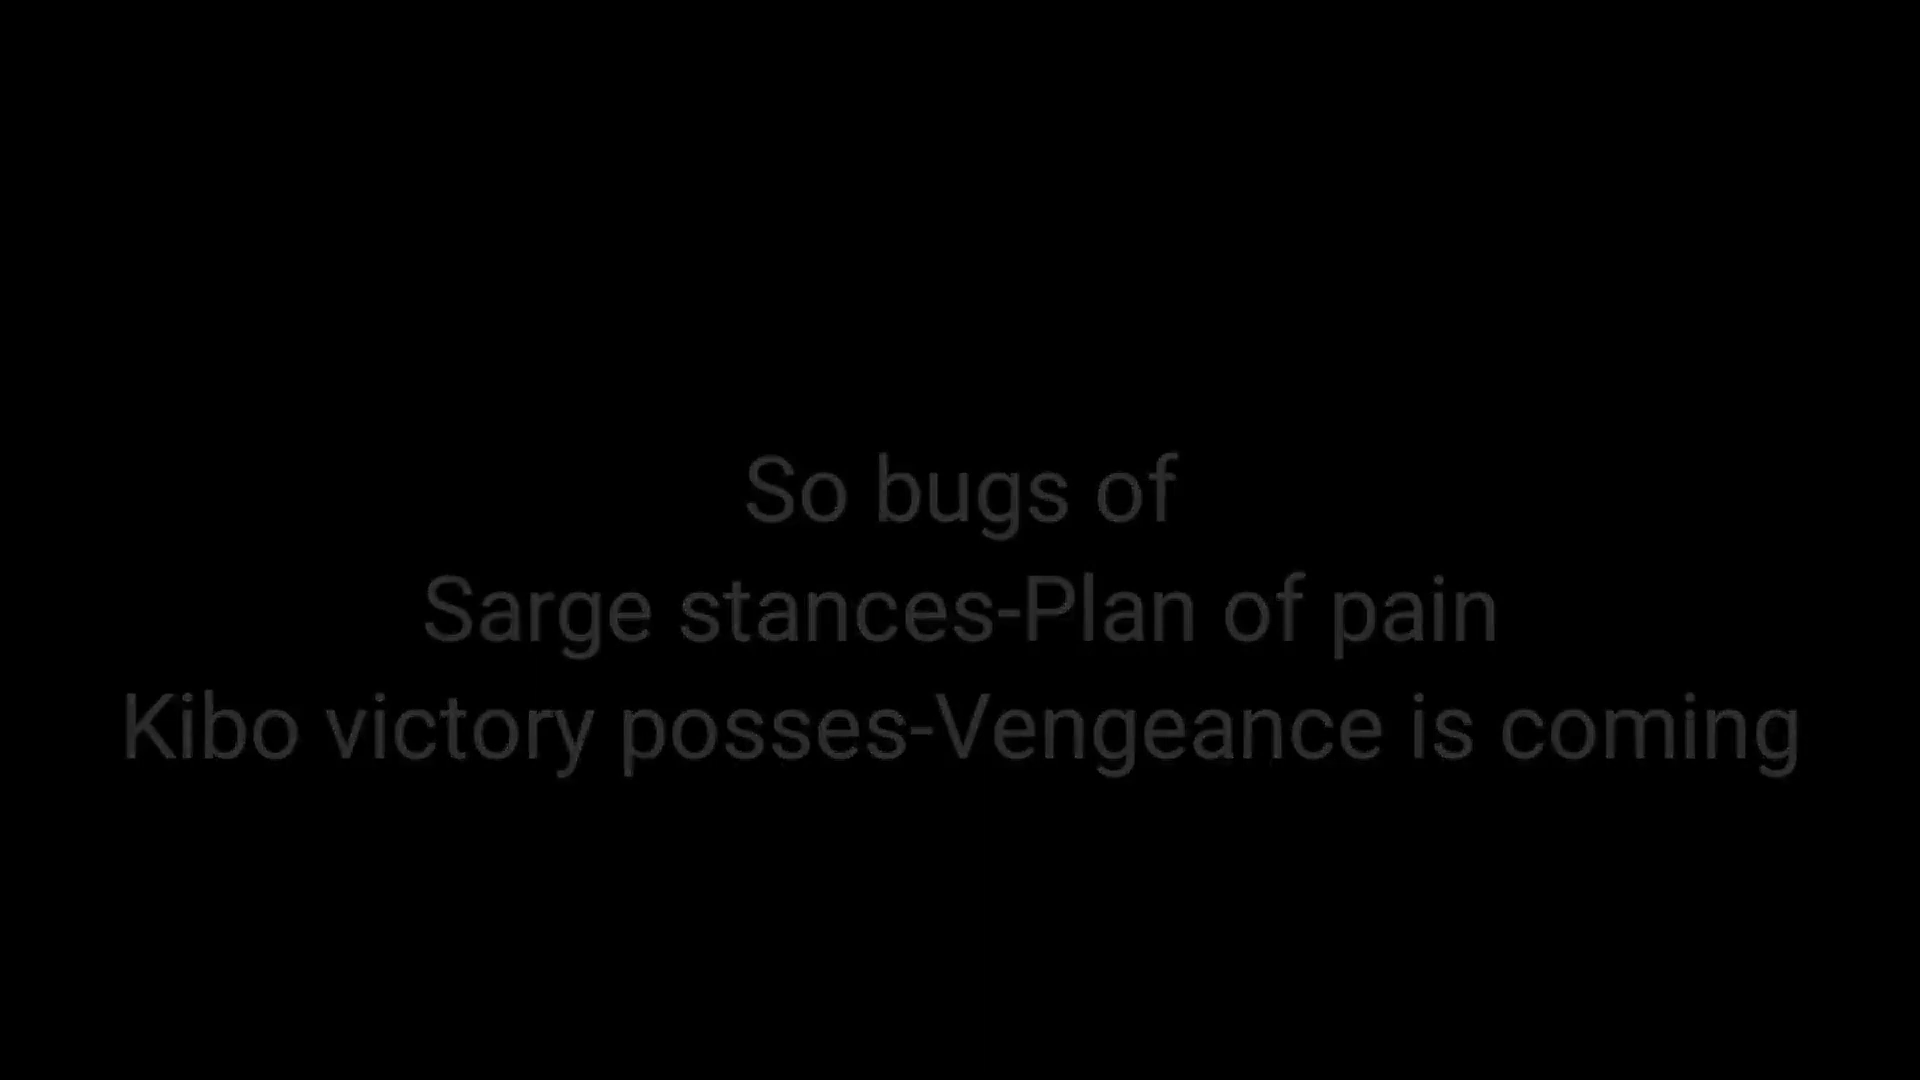 So bugs of
Sarge stances-Plan of pain
Kibo victory posses-Vengeance is coming